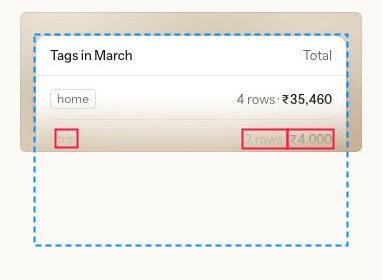 Tags in March Total
home 4 rows · ₹35,460
trip 2 rows · ₹4,000